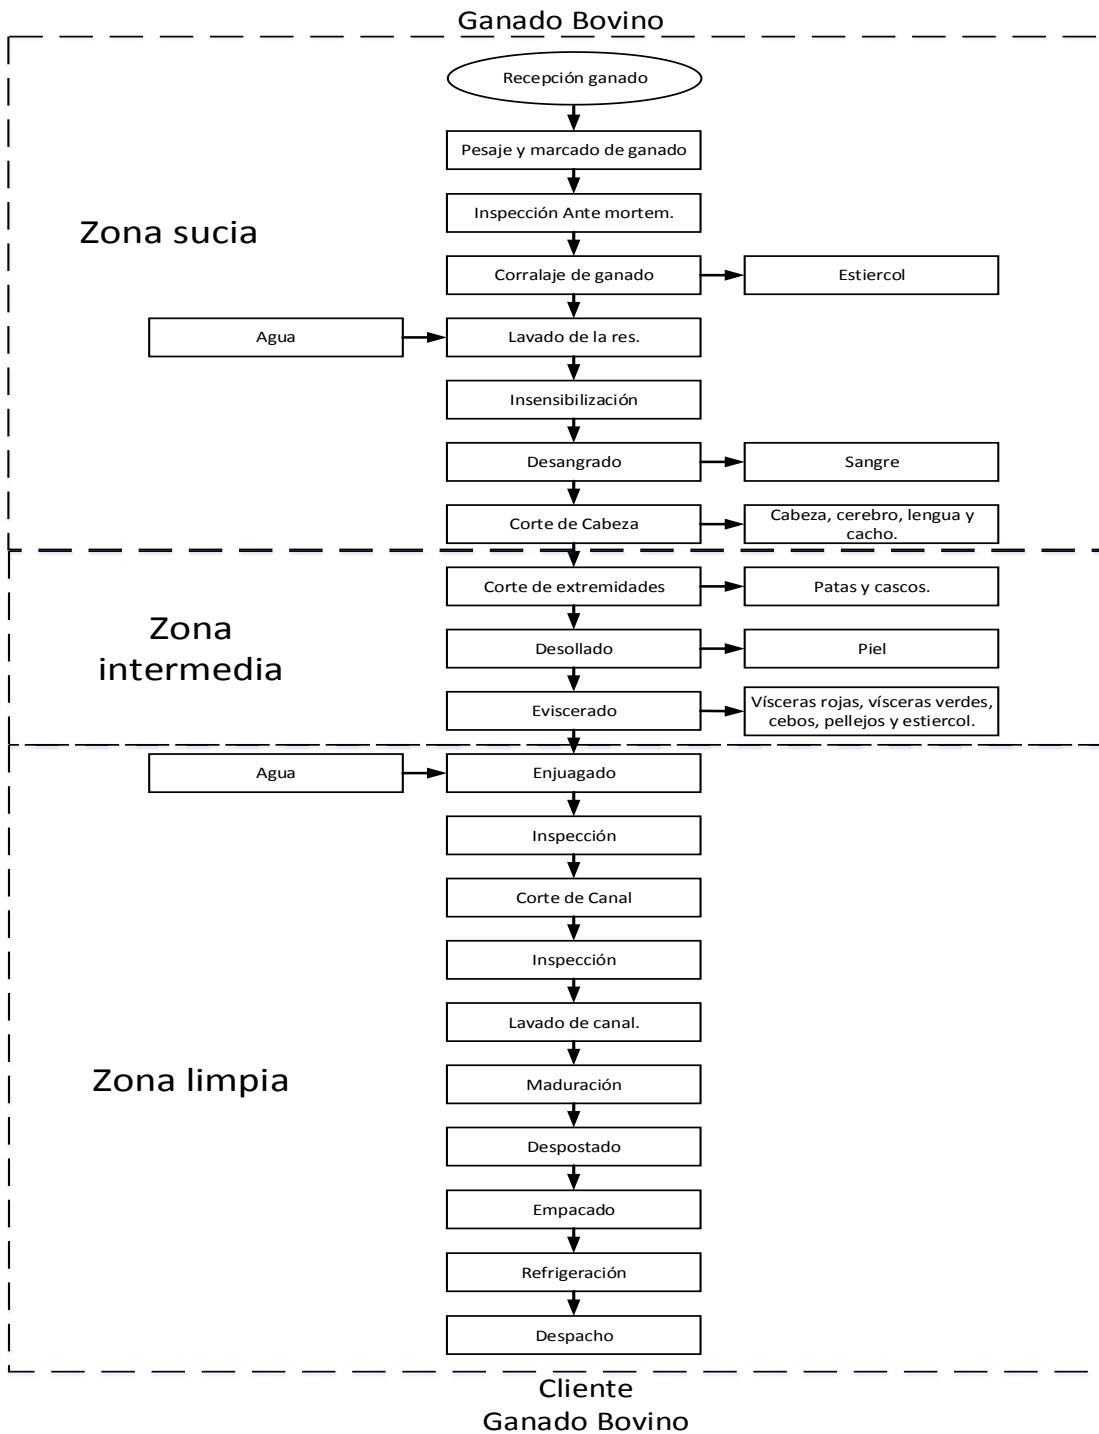 Ganado Bovino
Recepción ganado
Pesaje y marcado de ganado
Inspección Ante mortem.
Zona sucia
Corralaje de ganado
Estiercol
Agua
Lavado de la res.
Insensibilización
Desangrado
Sangre
Corte de Cabeza
Cabeza, cerebro, lengua y
cacho.
Corte de extremidades
Patas y cascos.
Zona
intermedia
Desollado
Piel
Eviscerado
Vísceras rojas, vísceras verdes,
cebos, pellejos y estiercol.
Agua
Enjuagado
Inspección
Corte de Canal
Inspección
Lavado de canal.
Zona limpia
Maduración
Despostado
Empacado
Refrigeración
Despacho
Cliente
Ganado Bovino